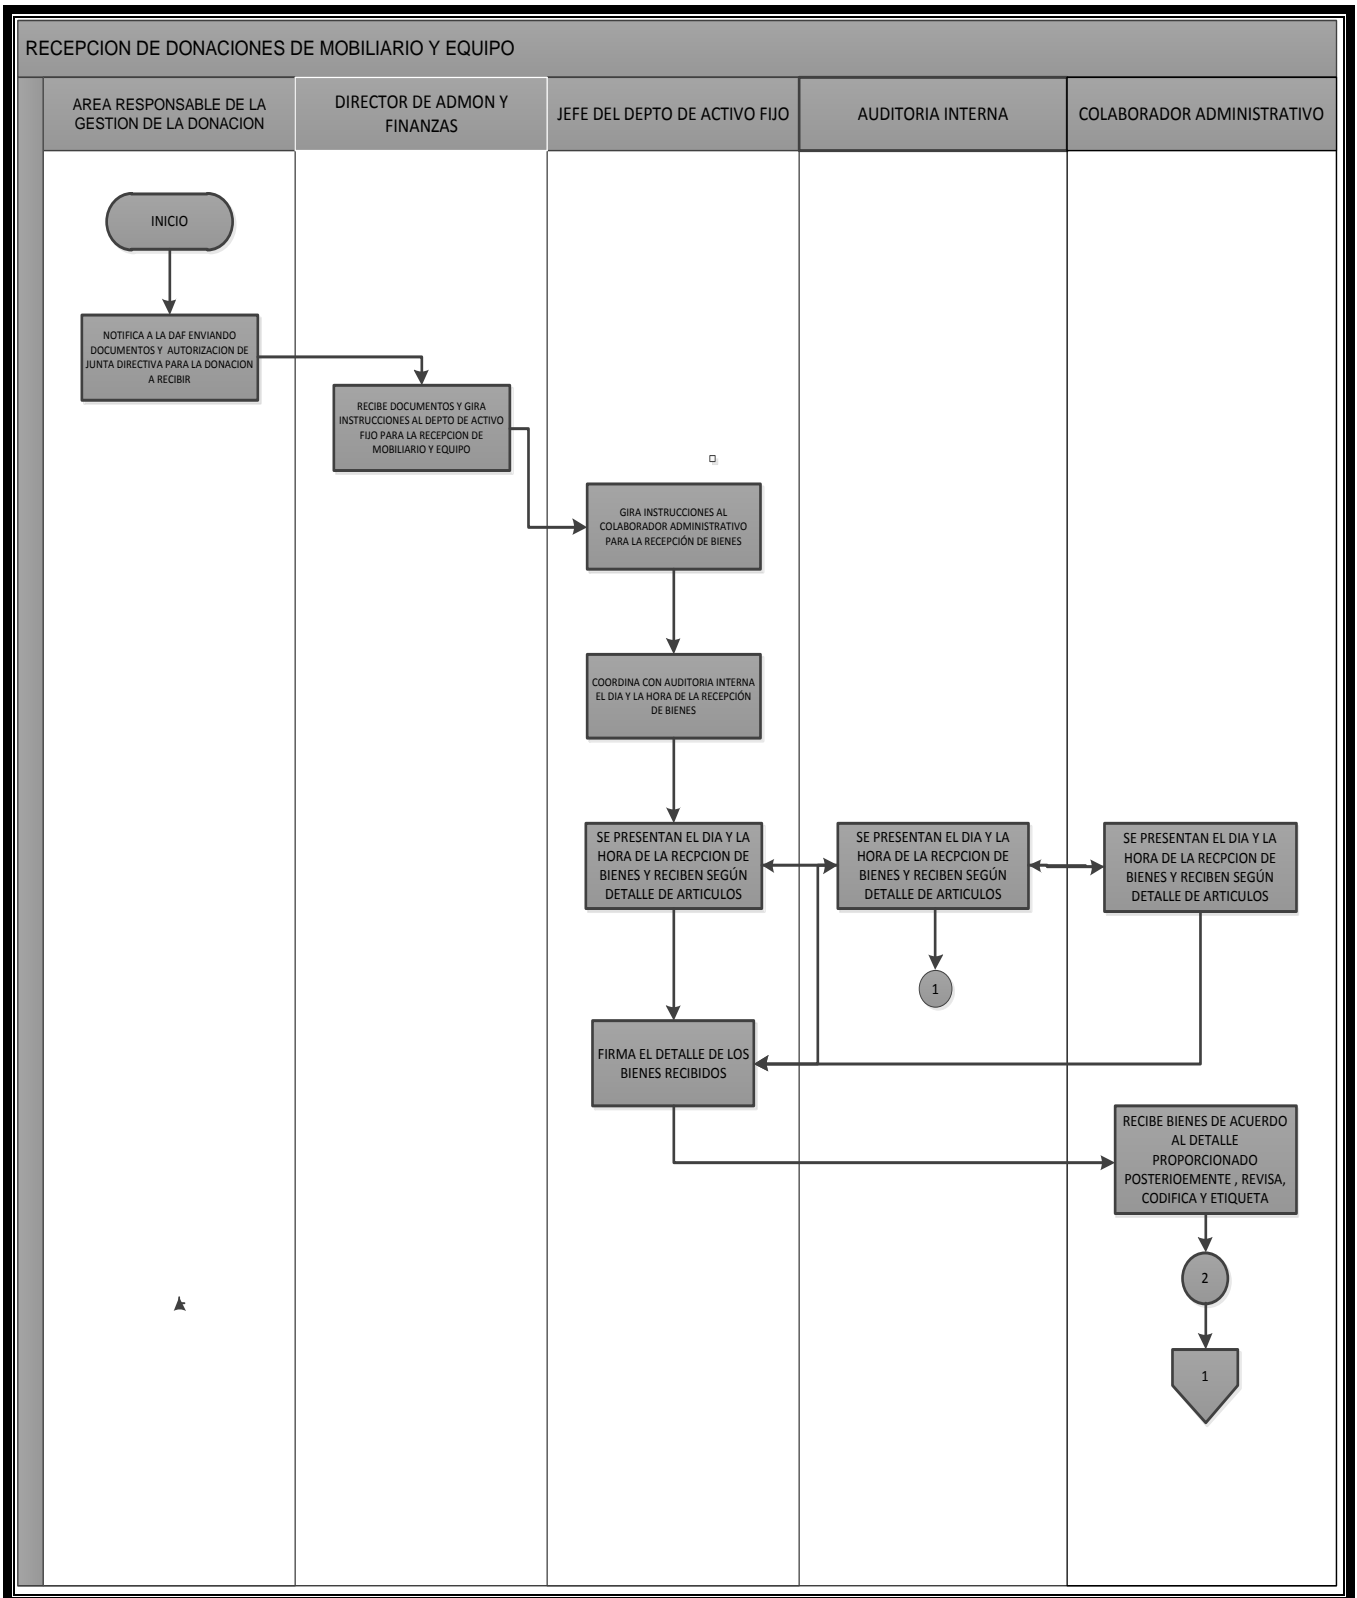 RECEPCION DE DONACIONES DE MOBILIARIO Y EQUIPO
AREA RESPONSABLE DE LA
GESTION DE LA DONACION
DIRECTOR DE ADMON Y
FINANZAS
JEFE DEL DEPTO DE ACTIVO FIJO
AUDITORIA INTERNA
COLABORADOR ADMINISTRATIVO
INICIO
NOTIFICA A LA DAF ENVIANDO
DOCUMENTOS Y AUTORIZACION DE
JUNTA DIRECTIVA PARA LA DONACION
A RECIBIR
RECIBE DOCUMENTOS Y GIRA
INSTRUCCIONES AL DEPTO DE ACTIVO
FIJO PARA LA RECEPCION DE
MOBILIARIO Y EQUIPO
GIRA INSTRUCCIONES AL
COLABORADOR ADMINISTRATIVO
PARA LA RECEPCIÓN DE BIENES
COORDINA CON AUDITORIA INTERNA
EL DIA Y LA HORA DE LA RECEPCIÓN
DE BIENES
SE PRESENTAN EL DIA Y LA
HORA DE LA RECPCION DE
BIENES Y RECIBEN SEGÚN
DETALLE DE ARTICULOS
SE PRESENTAN EL DIA Y LA
HORA DE LA RECPCION DE
BIENES Y RECIBEN SEGÚN
DETALLE DE ARTICULOS
SE PRESENTAN EL DIA Y LA
HORA DE LA RECPCION DE
BIENES Y RECIBEN SEGÚN
DETALLE DE ARTICULOS
1
FIRMA EL DETALLE DE LOS
BIENES RECIBIDOS
RECIBE BIENES DE ACUERDO
AL DETALLE
PROPORCIONADO
POSTERIOEMENTE , REVISA,
CODIFICA Y ETIQUETA
2
1